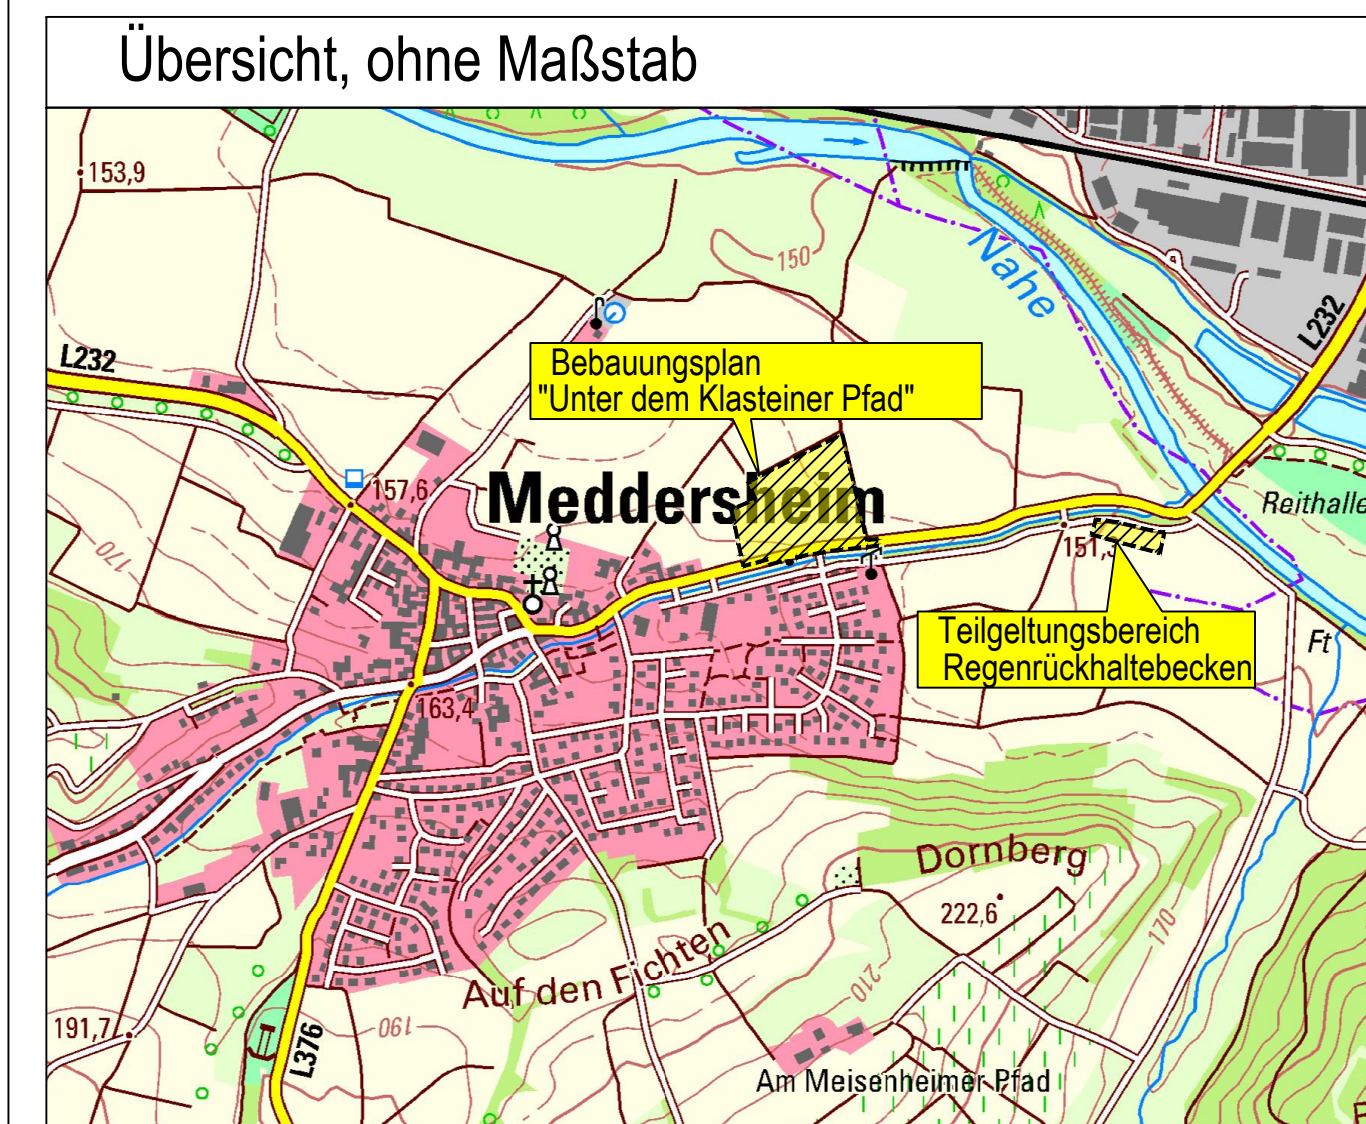 Übersicht, ohne Maßstab
153,9
150
Nahe
L232
L232
Bebauungsplan
"Unter dem Klasteiner Pfad"
157,6
Meddersheim
Reithalle
170
151,3
Teilgeltungsbereich
Regenrückhaltebecken
Ft
163,4
Dornberg
222,6
170
Auf den Fichten
210
190
191,7
L376
Am Meisenheimer Pfad